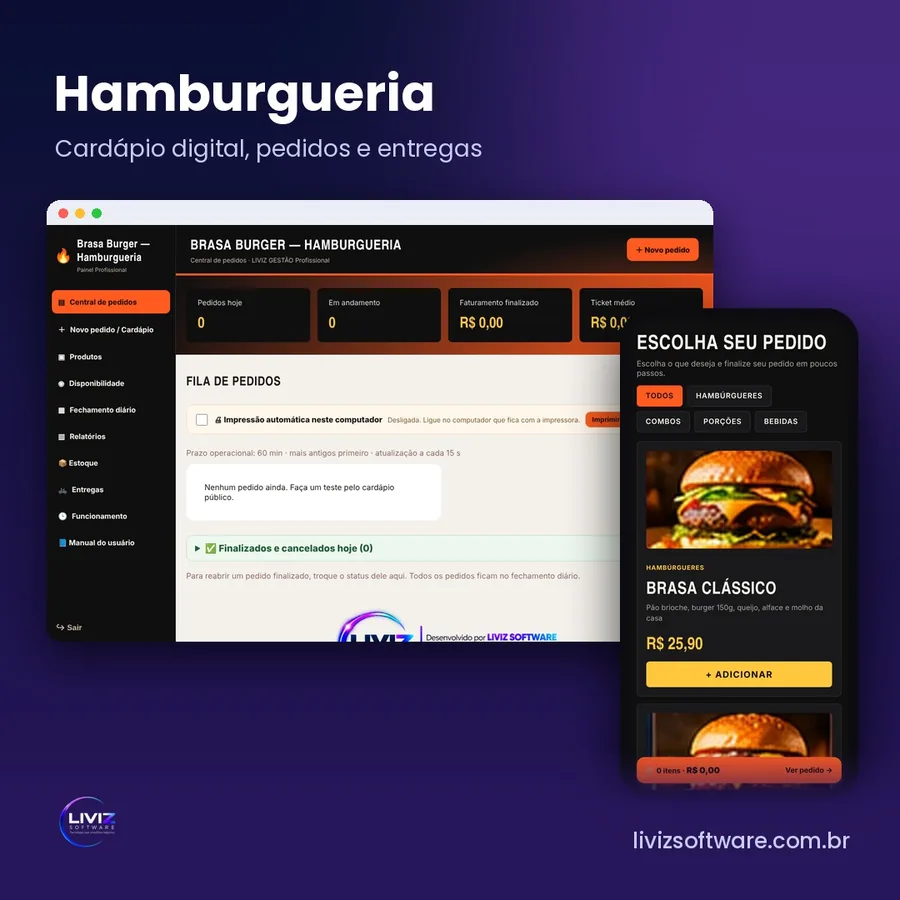 Hamburgueria
Cardápio digital, pedidos e entregas
Brasa Burger —
Hamburgueria
Painel Profissional
Central de pedidos
+ Novo pedido / Cardápio
Produtos
Disponibilidade
Fechamento diário
Relatórios
Estoque
Entregas
Funcionamento
Manual do usuário
Sair
BRASA BURGER — HAMBURGUERIA
Central de pedidos · LIVIZ GESTÃO Profissional
+ Novo pedido
Pedidos hoje
0
Em andamento
0
Faturamento finalizado
R$ 0,00
Ticket médio
R$ 0,0
FILA DE PEDIDOS
Impressão automática neste computador Desligada. Ligue no computador que fica com a impressora. Imprimi
Prazo operacional: 60 min · mais antigos primeiro · atualização a cada 15 s
Nenhum pedido ainda. Faça um teste pelo cardápio
público.
Finalizados e cancelados hoje (0)
Para reabrir um pedido finalizado, troque o status dele aqui. Todos os pedidos ficam no fechamento diário.
LIVIZ Desenvolvido por LIVIZ SOFTWARE
ESCOLHA SEU PEDIDO
Escolha o que deseja e finalize seu pedido em poucos
passos.
TODOS HAMBÚRGUERES
COMBOS PORÇÕES BEBIDAS
HAMBÚRGUERES
BRASA CLÁSSICO
Pão brioche, burger 150g, queijo, alface e molho da
casa
R$ 25,90
+ ADICIONAR
0 itens · R$ 0,00 Ver pedido →
LIVIZ
SOFTWARE
livizsoftware.com.br